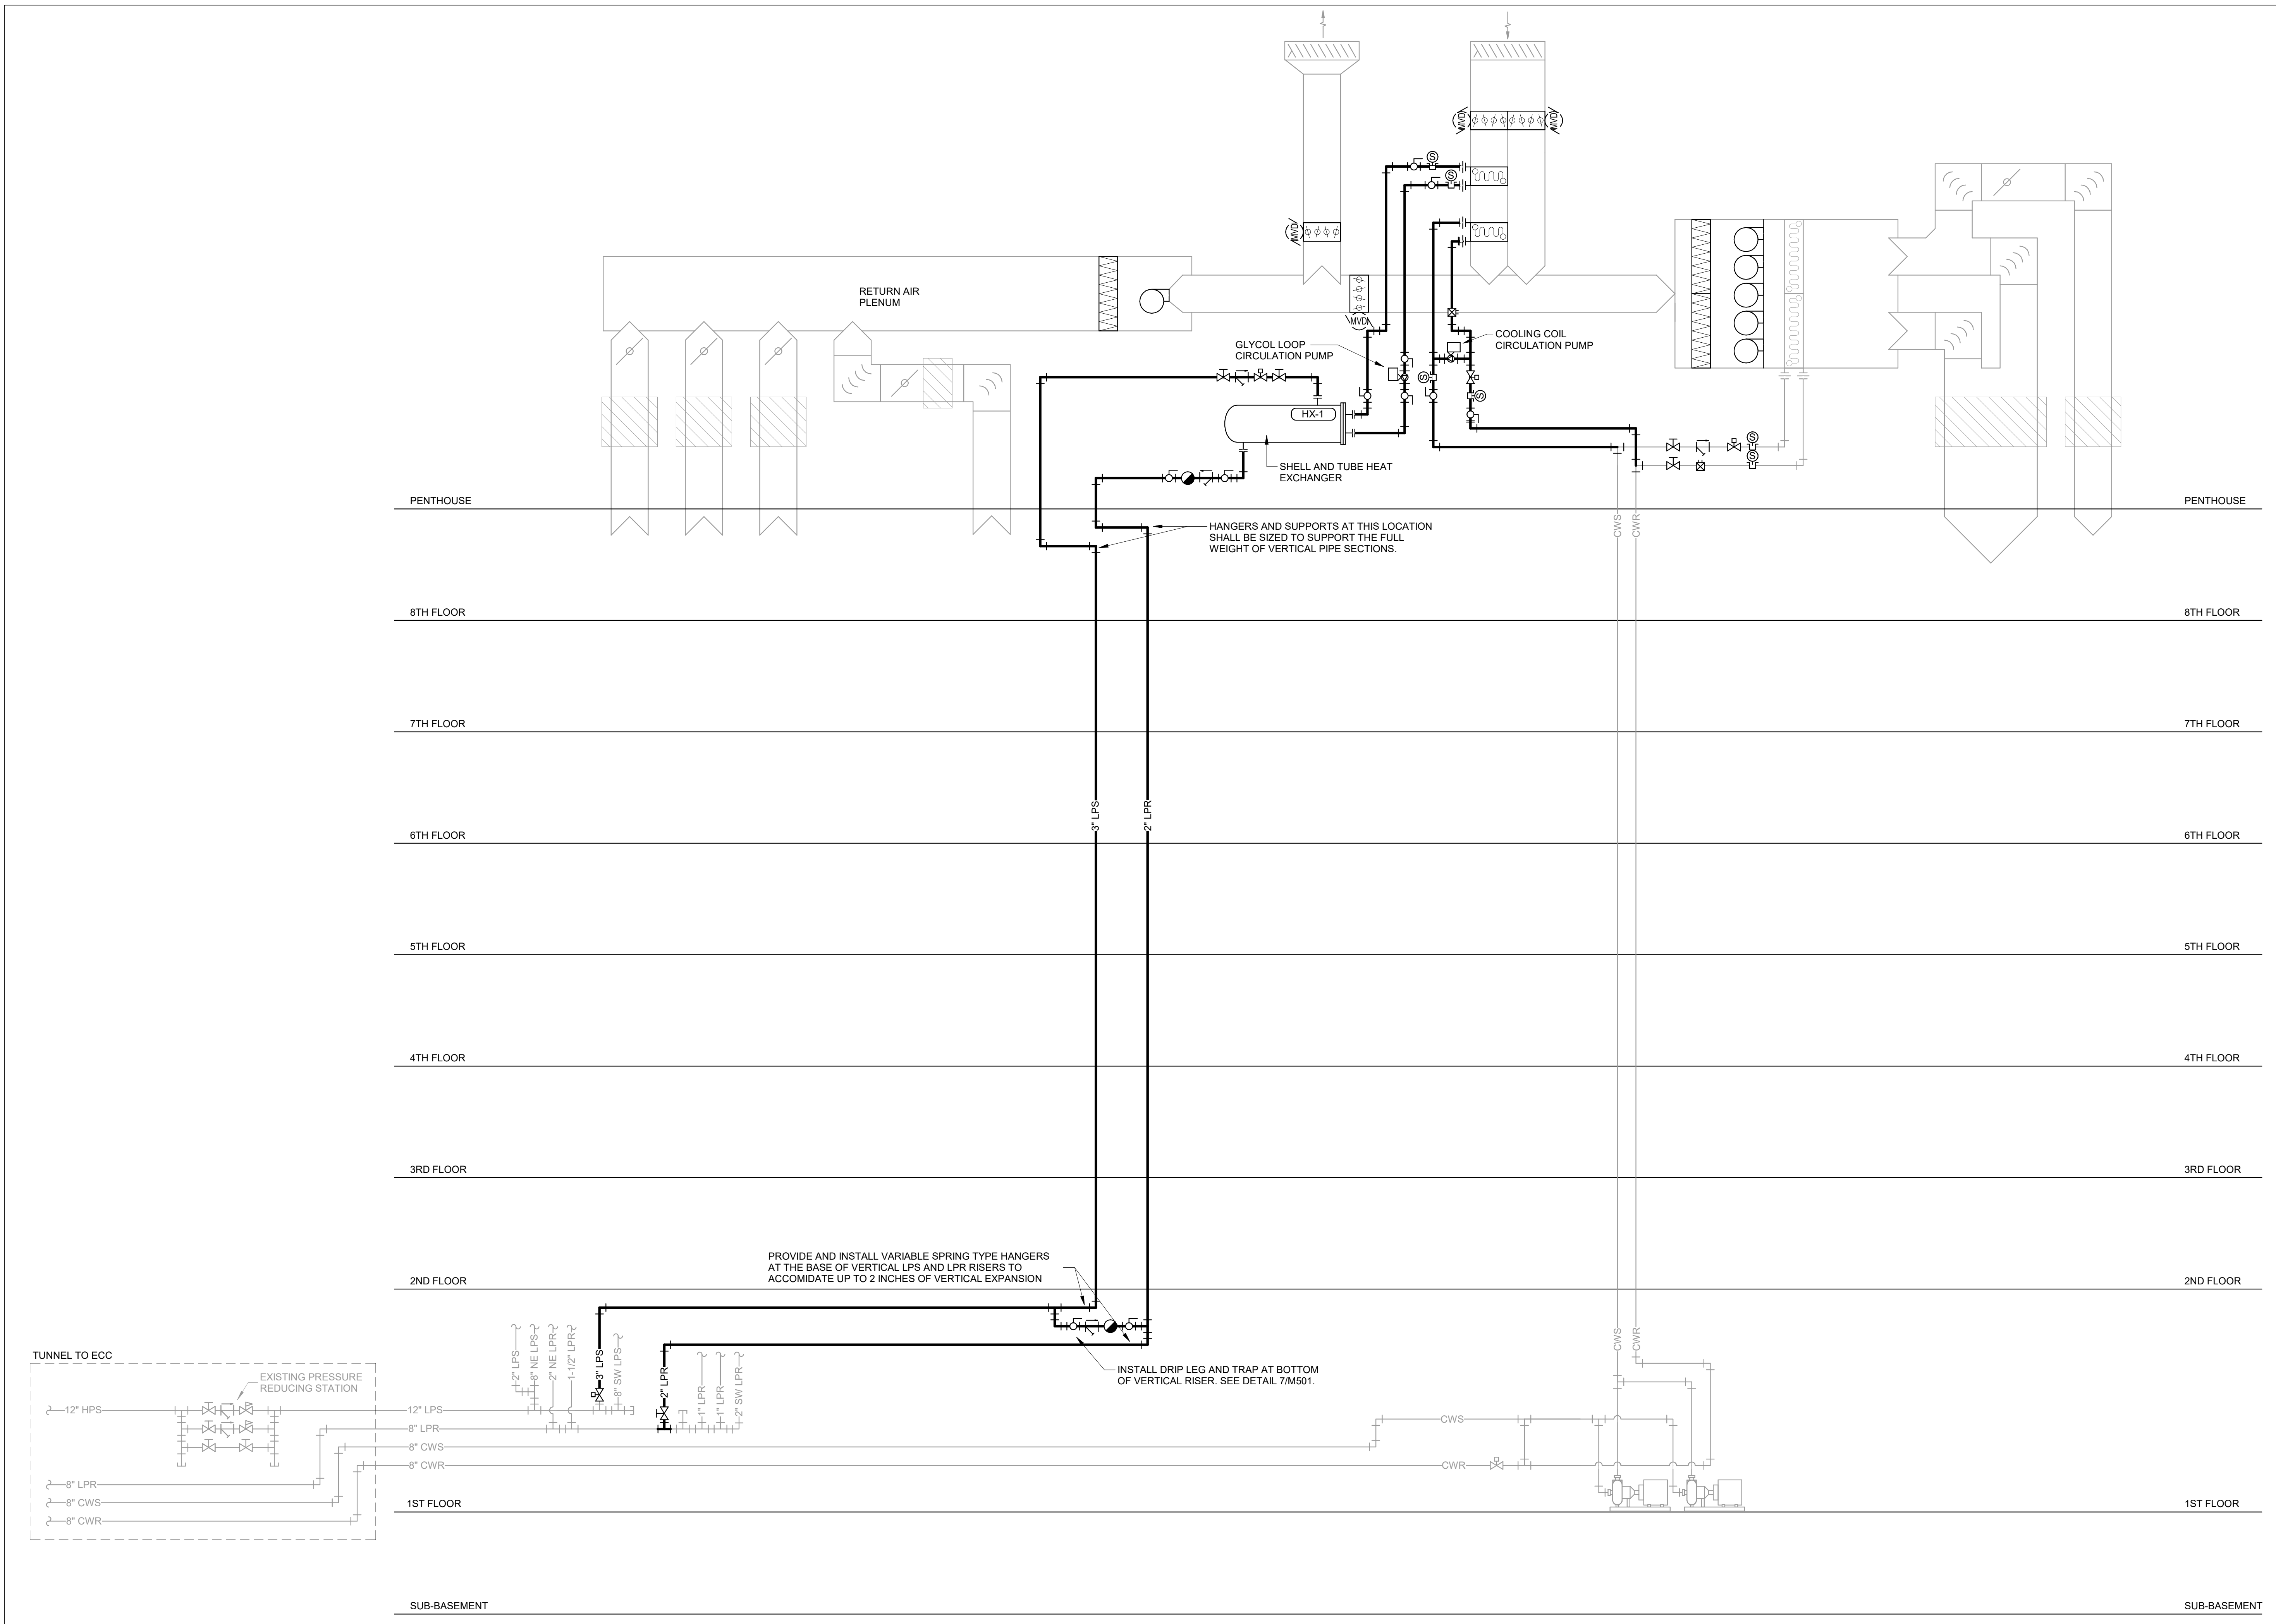 MVD
MVD
S
S
MVD
RETURN AIR
PLENUM
MVD
GLYCOL LOOP
CIRCULATION PUMP
COOLING COIL
CIRCULATION PUMP
S
S
HX-1
SHELL AND TUBE HEAT
EXCHANGER
S
S
PENTHOUSE
PENTHOUSE
CWS
CWR
HANGERS AND SUPPORTS AT THIS LOCATION
SHALL BE SIZED TO SUPPORT THE FULL
WEIGHT OF VERTICAL PIPE SECTIONS.
8TH FLOOR
8TH FLOOR
7TH FLOOR
7TH FLOOR
3" LPS
2" LPR
6TH FLOOR
6TH FLOOR
5TH FLOOR
5TH FLOOR
4TH FLOOR
4TH FLOOR
3RD FLOOR
3RD FLOOR
PROVIDE AND INSTALL VARIABLE SPRING TYPE HANGERS
AT THE BASE OF VERTICAL LPS AND LPR RISERS TO
ACCOMIDATE UP TO 2 INCHES OF VERTICAL EXPANSION
2ND FLOOR
2ND FLOOR
CWS
CWR
TUNNEL TO ECC
EXISTING PRESSURE
REDUCING STATION
2" LPS
8" NE LPS
2" NE LPR
1-1/2" LPR
3" LPS
8" SW LPS
2" LPR
1" LPR
1" LPR
2" SW LPR
INSTALL DRIP LEG AND TRAP AT BOTTOM
OF VERTICAL RISER. SEE DETAIL 7/M501.
12" HPS
12" LPS
8" LPR
8" CWS
8" CWR
CWS
CWR
8" LPR
8" CWS
8" CWR
1ST FLOOR
1ST FLOOR
SUB-BASEMENT
SUB-BASEMENT